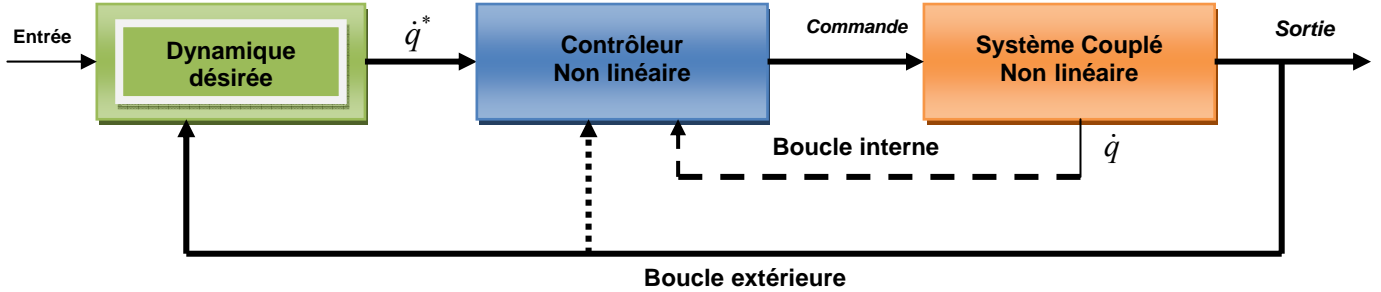 Entrée
Dynamique
désirée
q̇*
Contrôleur
Non linéaire
Commande
Système Couplé
Non linéaire
Sortie
Boucle interne
q̇
Boucle extérieure